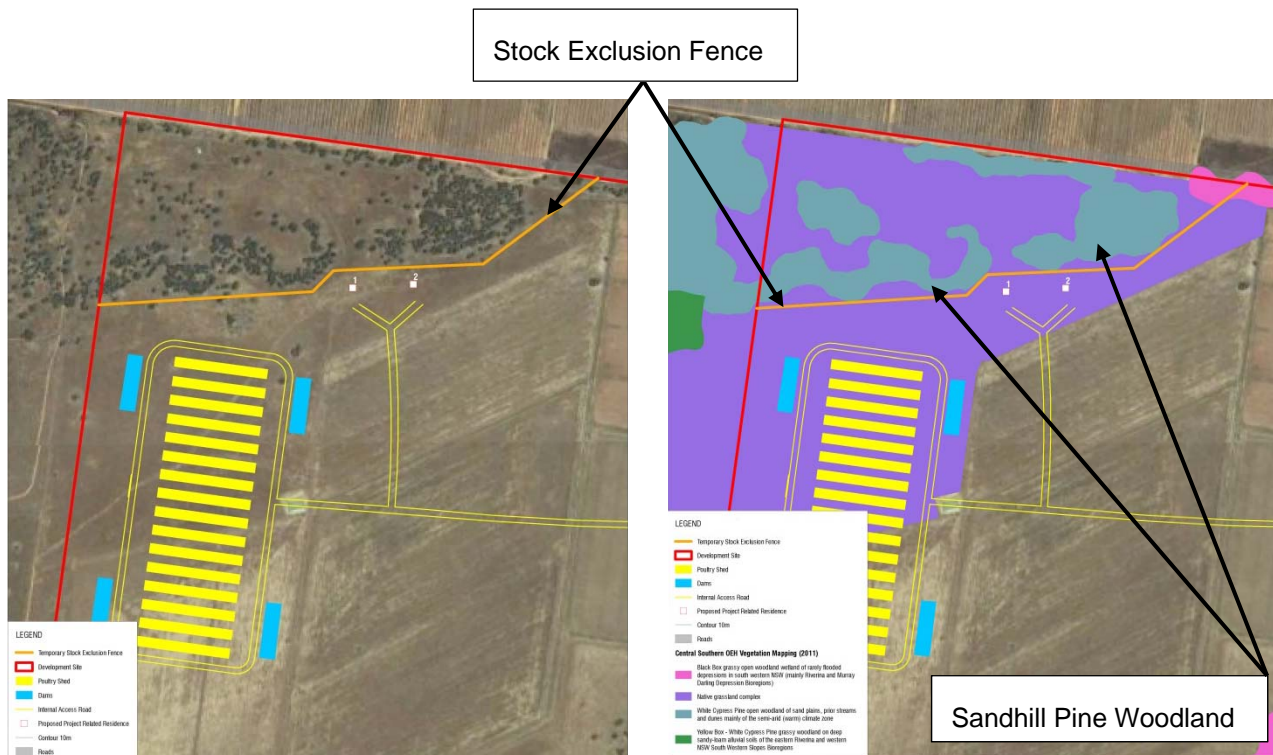 Stock Exclusion Fence
1
2
LEGEND
Temporary Stock Exclusion Fence
Development Site
Poultry Shed
Dams
Internal Access Road
Proposed Project Related Residence
Contour 10m
Roads
1
2
LEGEND
Temporary Stock Exclusion Fence
Development Site
Poultry Shed
Dams
Internal Access Road
Proposed Project Related Residence
Contour 10m
Roads
Central Southern OEH Vegetation Mapping (2011)
Black Box grassy open woodland wetland of rarely flooded
depressions in south western NSW (mainly Riverina and Murray
Darling Depression Bioregions)
Native grassland complex
White Cypress Pine open woodland of sand plains, prior streams
and dunes mainly of the semi-arid (warm) climate zone
Yellow Box - White Cypress Pine grassy woodland on deep
sandy-loam alluvial soils of the eastern Riverina and western
NSW South Western Slopes Bioregions
Sandhill Pine Woodland